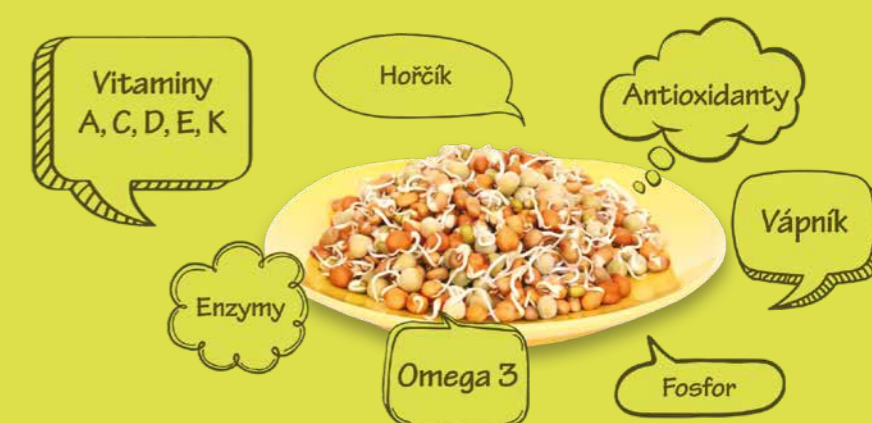 Vitaminy
A, C, D, E, K
Hořčík
Antioxidanty
Vápník
Enzymy
Omega 3
Fosfor